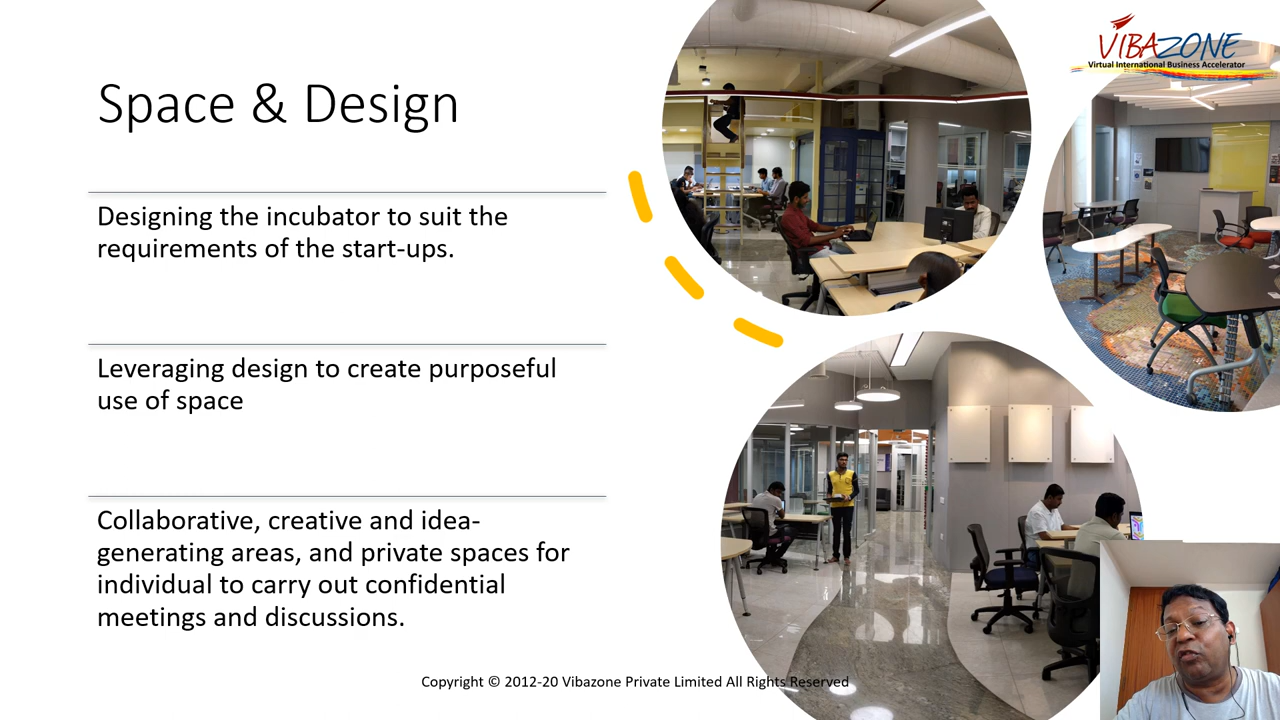 VIBAZONE
Virtual International Business Accelerator
Space & Design
Designing the incubator to suit the
requirements of the start-ups.
Leveraging design to create purposeful
use of space
Collaborative, creative and idea-
generating areas, and private spaces for
individual to carry out confidential
meetings and discussions.
Copyright © 2012-20 Vibazone Private Limited All Rights Reserved